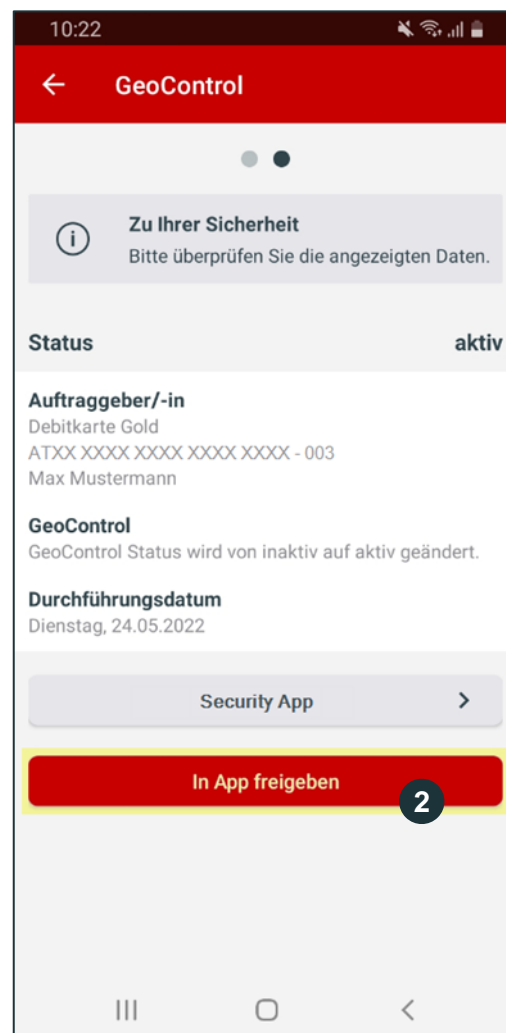 10:22
GeoControl
Zu Ihrer Sicherheit
Bitte überprüfen Sie die angezeigten Daten.
Status aktiv
Auftraggeber/-in
Debitkarte Gold
ATXX XXXX XXXX XXXX XXXX - 003
Max Mustermann
GeoControl
GeoControl Status wird von inaktiv auf aktiv geändert.
Durchführungsdatum
Dienstag, 24.05.2022
Security App
In App freigeben
2